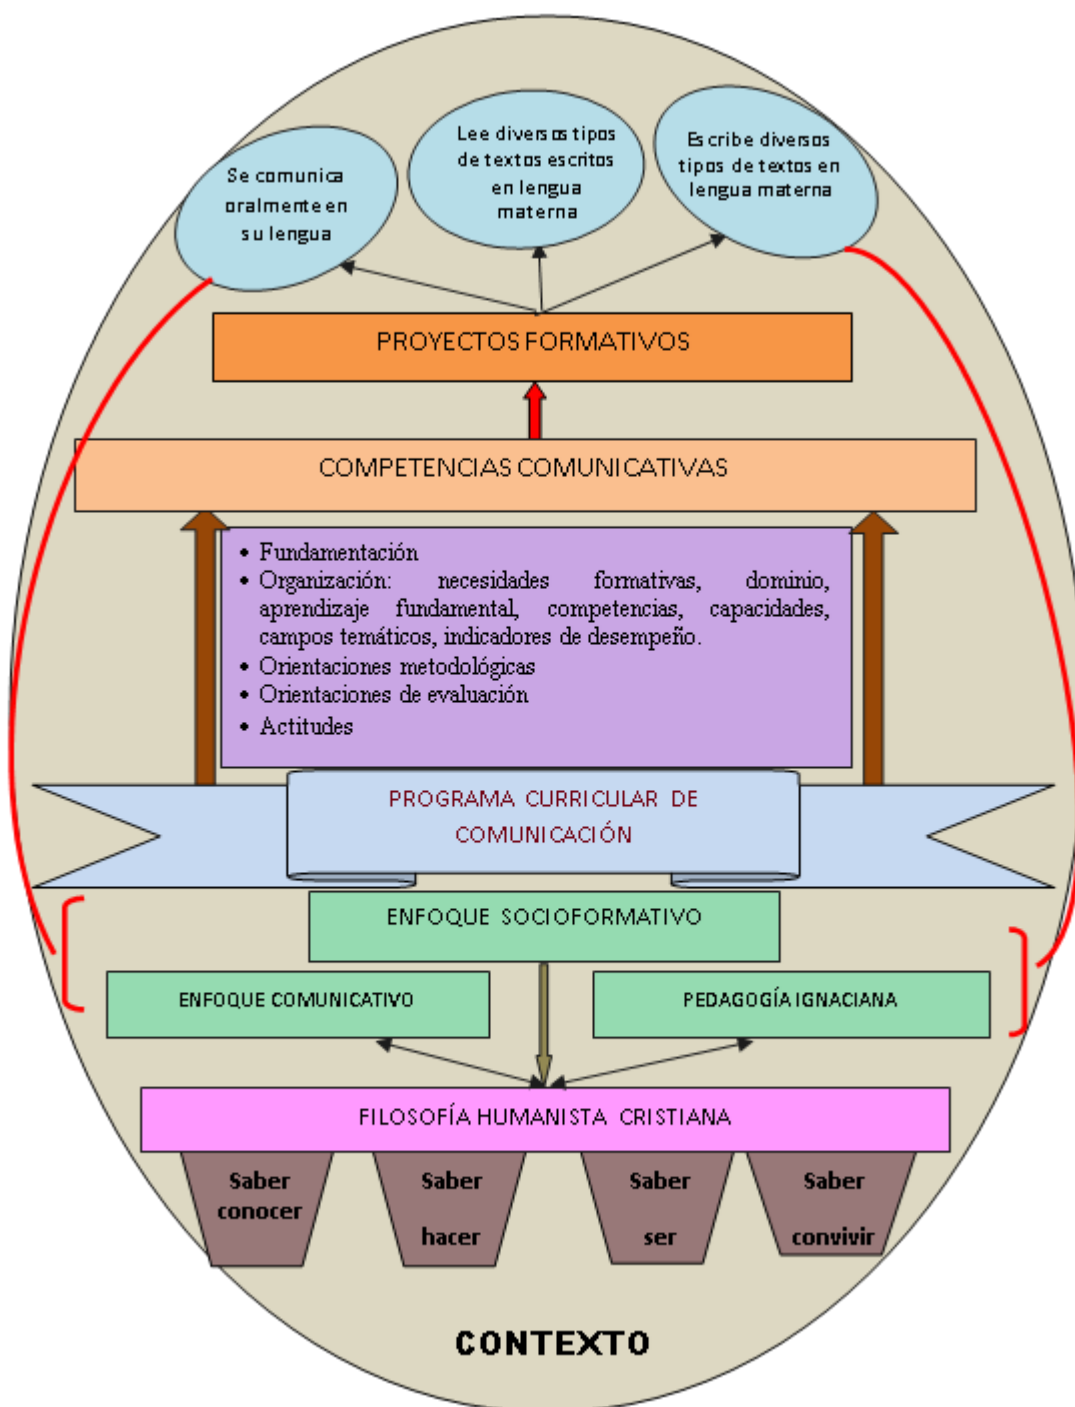 Se comunica
oralmente en
su lengua
Lee diversos tipos
de textos escritos
en lengua
materna
Escribe diversos
tipos de textos en
lengua materna
PROYECTOS FORMATIVOS
COMPETENCIAS COMUNICATIVAS
• Fundamentación
• Organización: necesidades formativas, dominio,
aprendizaje fundamental, competencias, capacidades,
campos temáticos, indicadores de desempeño.
• Orientaciones metodológicas
• Orientaciones de evaluación
• Actitudes
PROGRAMA CURRICULAR DE
COMUNICACIÓN
ENFOQUE SOCIOFORMATIVO
ENFOQUE COMUNICATIVO
PEDAGOGÍA IGNACIANA
FILOSOFÍA HUMANISTA CRISTIANA
Saber
conocer
Saber
hacer
Saber
ser
Saber
convivir
CONTEXTO